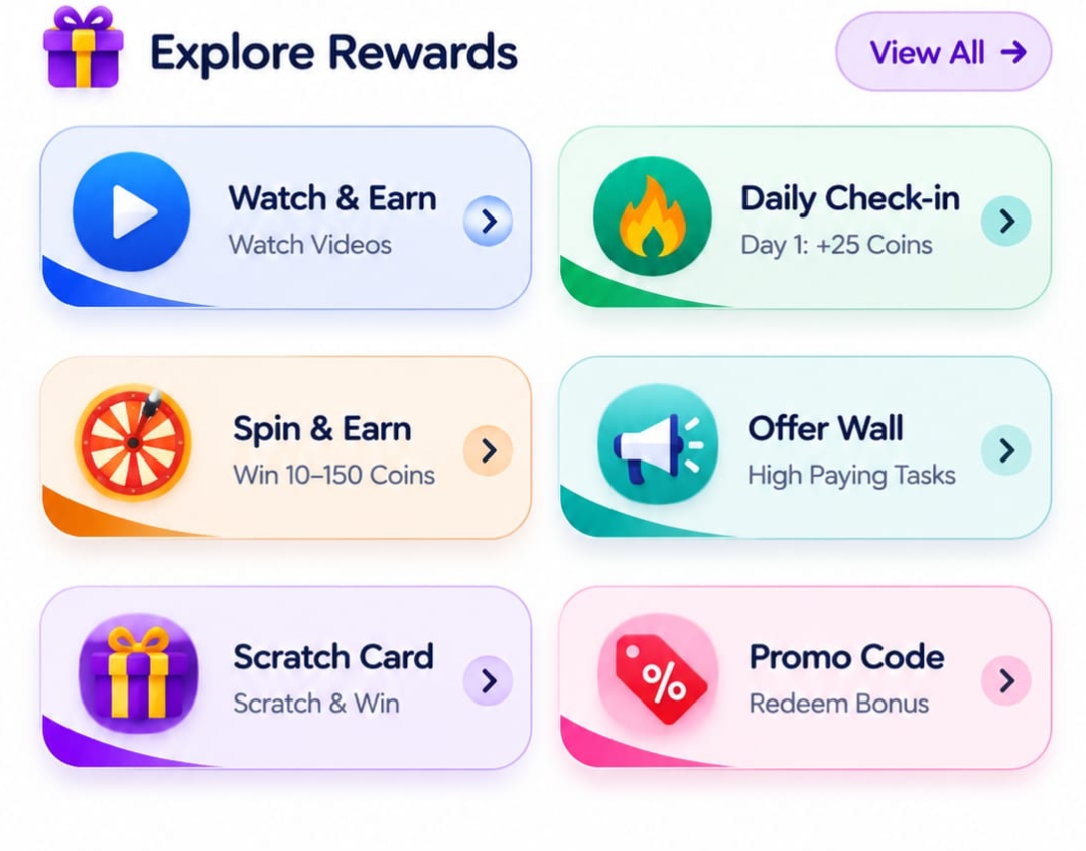 Explore Rewards
View All
Watch & Earn
Watch Videos
Daily Check-in
Day 1: +25 Coins
Spin & Earn
Win 10–150 Coins
Offer Wall
High Paying Tasks
Scratch Card
Scratch & Win
Promo Code
Redeem Bonus